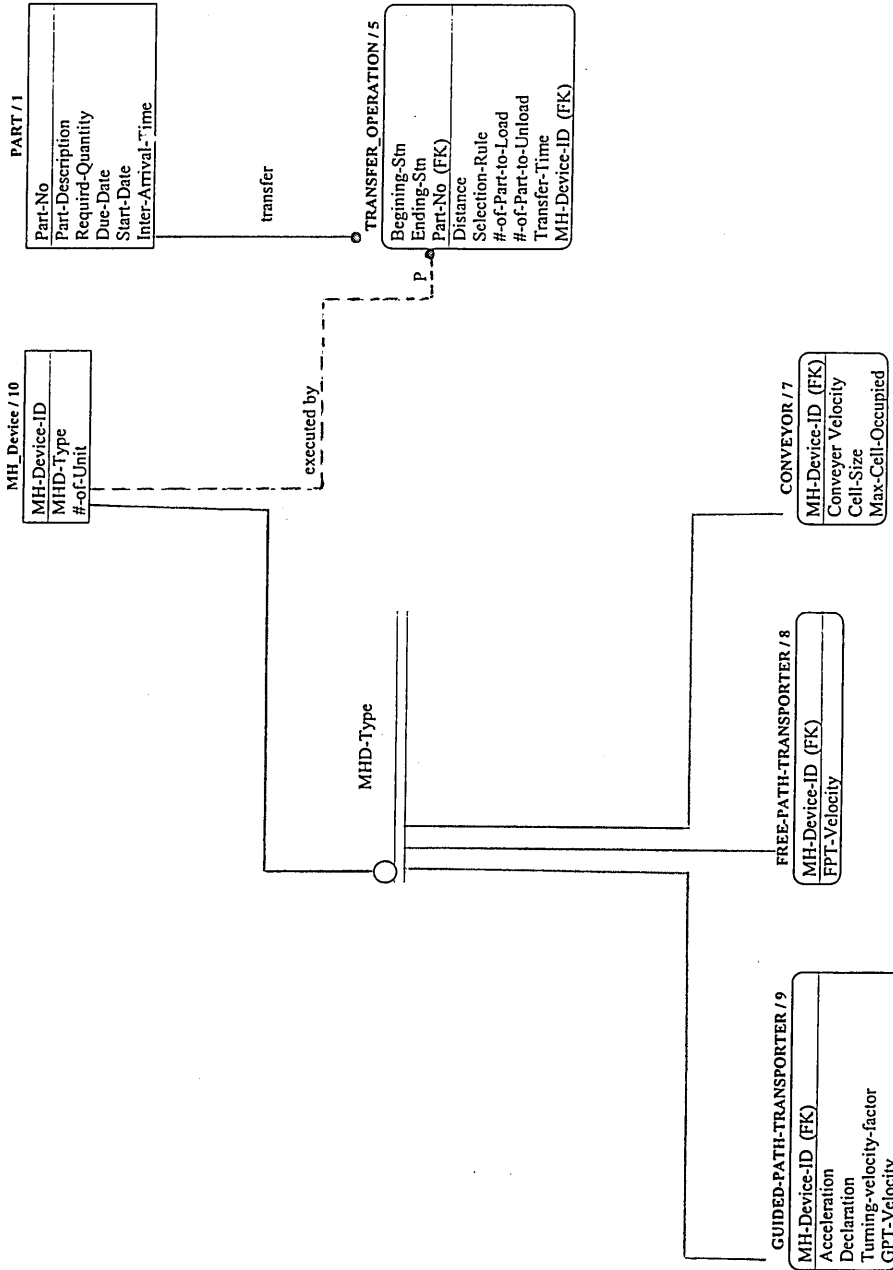 PART / 1
Part-No
Part-Description
Requird-Quantity
Due-Date
Start-Date
Inter-Arrival-Time
transfer
TRANSFER_OPERATION / 5
Begining-Stn
Ending-Stn
Part-No (FK)
Distance
Selection-Rule
#-of-Part-to-Load
#-of-Part-to-Unload
Transfer-Time
MH-Device-ID (FK)
P
MH_Device / 10
MH-Device-ID
MHD-Type
#-of-Unit
executed by
MHD-Type
CONVEYOR / 7
MH-Device-ID (FK)
Conveyer Velocity
Cell-Size
Max-Cell-Occupied
FREE-PATH-TRANSPORTER / 8
MH-Device-ID (FK)
FPT-Velocity
GUIDED-PATH-TRANSPORTER / 9
MH-Device-ID (FK)
Acceleration
Declaration
Turning-velocity-factor
GPT-Velocity